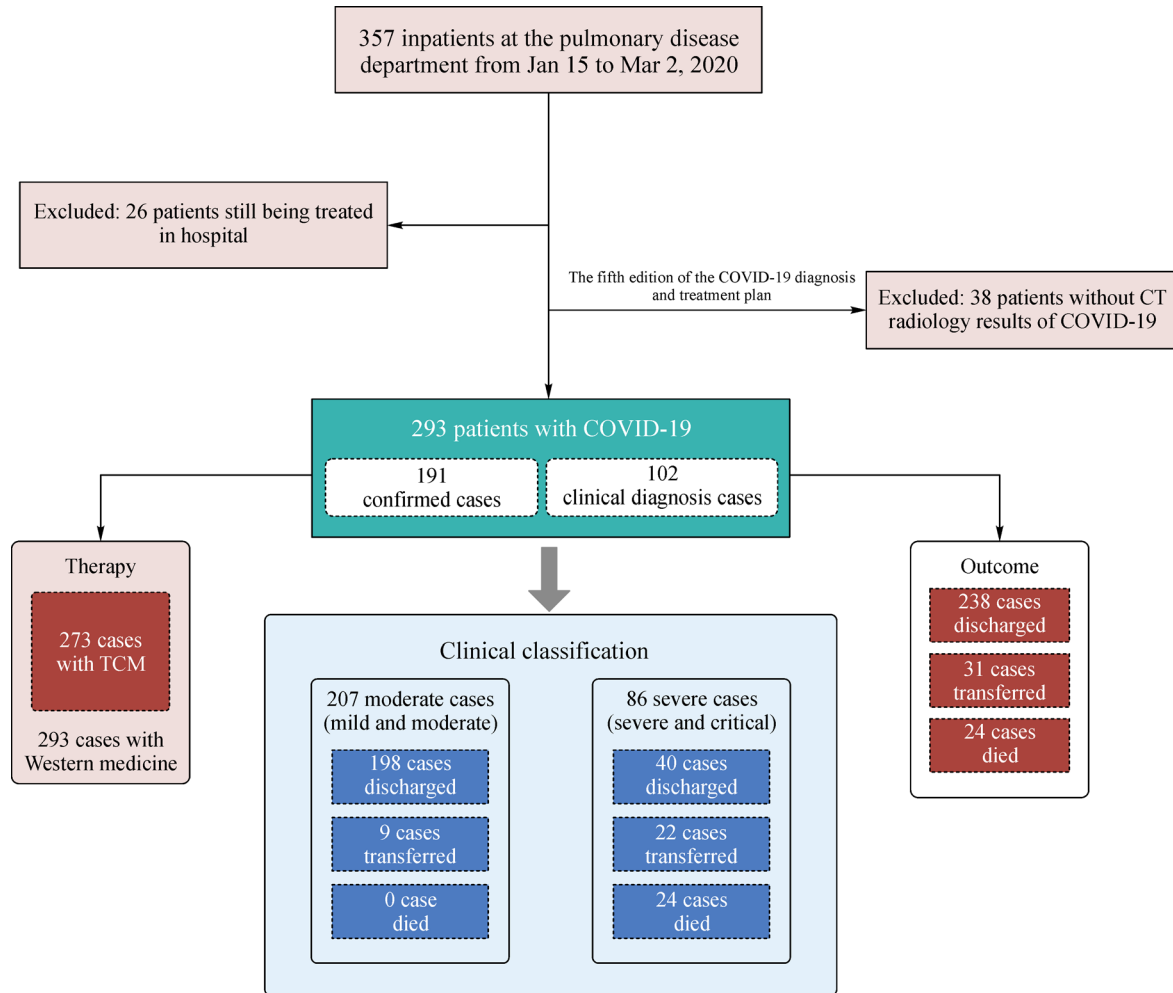 357 inpatients at the pulmonary disease
department from Jan 15 to Mar 2, 2020
Excluded: 26 patients still being treated
in hospital
The fifth edition of the COVID-19 diagnosis
and treatment plan
Excluded: 38 patients without CT
radiology results of COVID-19
293 patients with COVID-19
191
confirmed cases
102
clinical diagnosis cases
Therapy
273 cases
with TCM
293 cases with
Western medicine
Clinical classification
207 moderate cases
(mild and moderate)
198 cases
discharged
9 cases
transferred
0 case
died
86 severe cases
(severe and critical)
40 cases
discharged
22 cases
transferred
24 cases
died
Outcome
238 cases
discharged
31 cases
transferred
24 cases
died